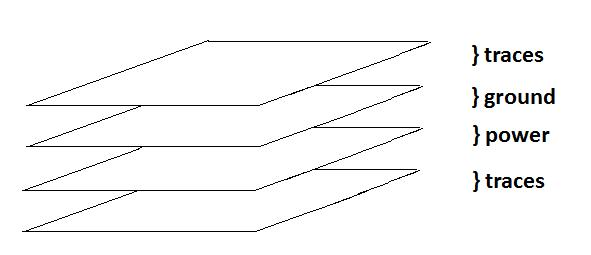 } traces
} ground
} power
} traces